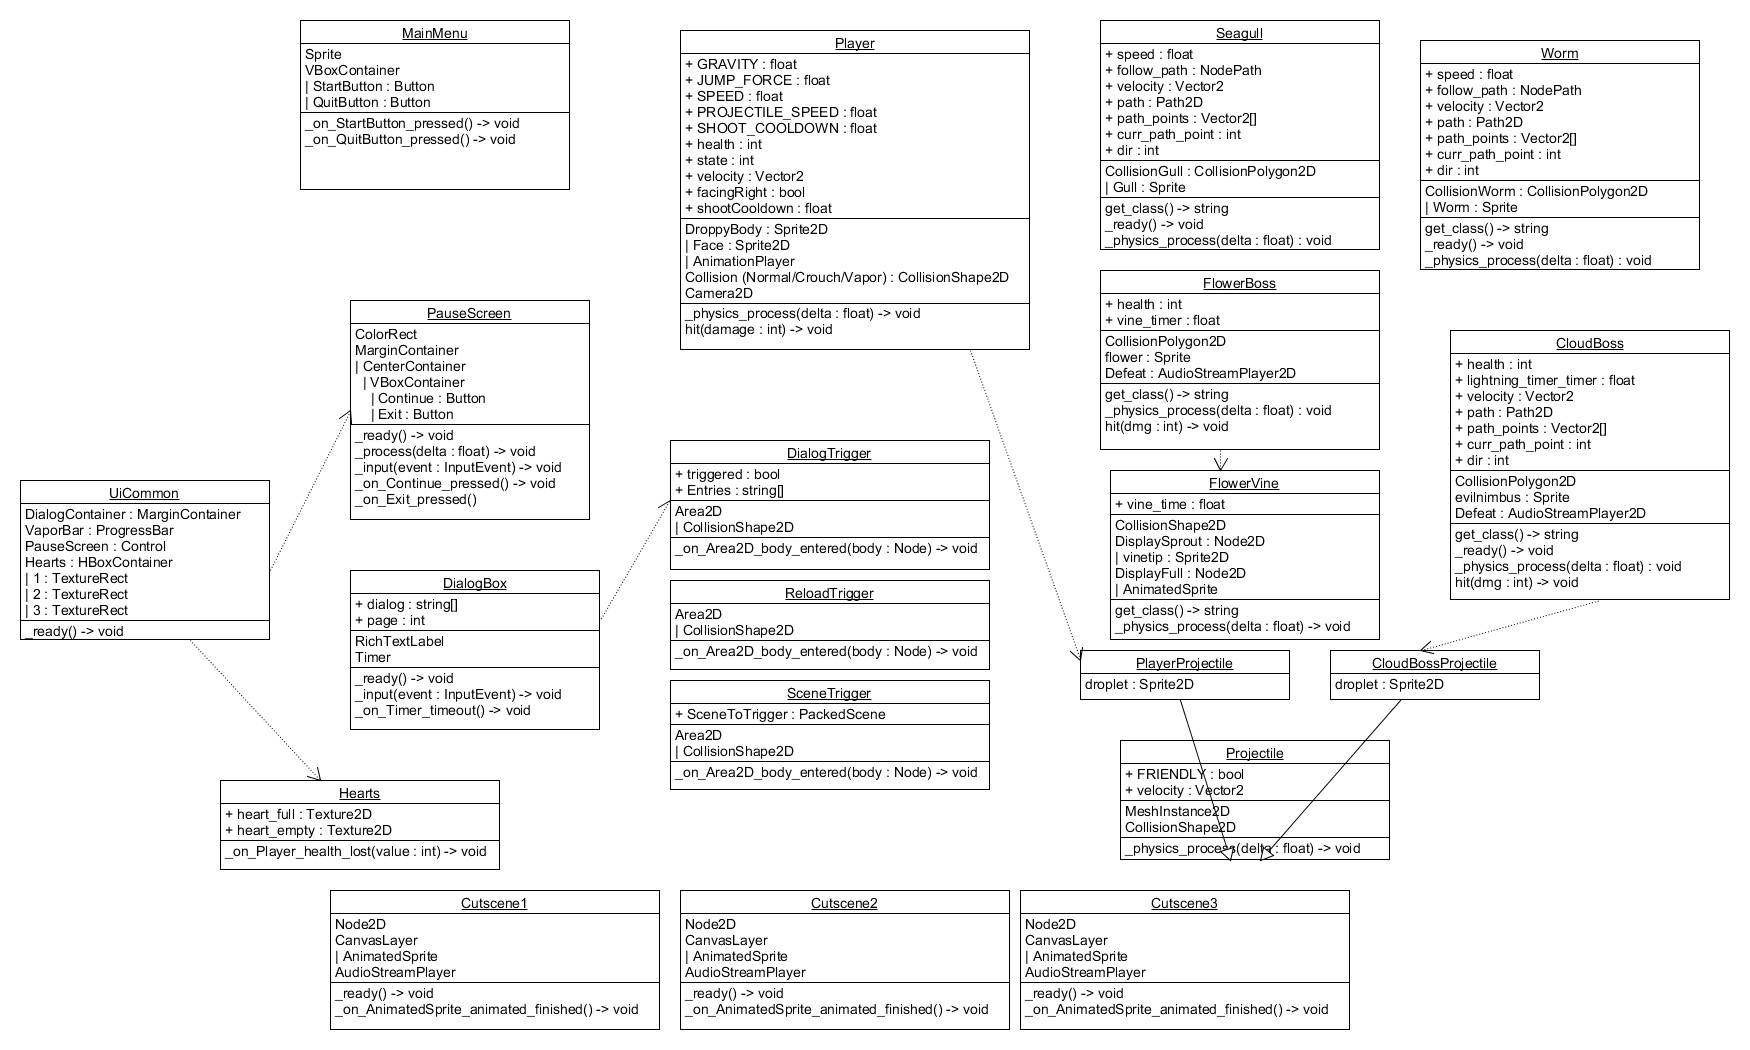 MainMenu
Sprite
VBoxContainer
| StartButton : Button
| QuitButton : Button
_on_StartButton_pressed() -> void
_on_QuitButton_pressed() -> void
Player
+ GRAVITY : float
+ JUMP_FORCE : float
+ SPEED : float
+ PROJECTILE_SPEED : float
+ SHOOT_COOLDOWN : float
+ health : int
+ state : int
+ velocity : Vector2
+ facingRight : bool
+ shootCooldown : float
DroppyBody : Sprite2D
| Face : Sprite2D
| AnimationPlayer
Collision (Normal/Crouch/Vapor) : CollisionShape2D
Camera2D
_physics_process(delta : float) -> void
hit(damage : int) -> void
Seagull
+ speed : float
+ follow_path : NodePath
+ velocity : Vector2
+ path : Path2D
+ path_points : Vector2[]
+ curr_path_point : int
+ dir : int
CollisionGull : CollisionPolygon2D
| Gull : Sprite
get_class() -> string
_ready() -> void
_physics_process(delta : float) : void
Worm
+ speed : float
+ follow_path : NodePath
+ velocity : Vector2
+ path : Path2D
+ path_points : Vector2[]
+ curr_path_point : int
+ dir : int
CollisionWorm : CollisionPolygon2D
| Worm : Sprite
get_class() -> string
_ready() -> void
_physics_process(delta : float) : void
PauseScreen
ColorRect
MarginContainer
| CenterContainer
| VBoxContainer
| Continue : Button
| Exit : Button
_ready() -> void
_process(delta : float) -> void
_input(event : InputEvent) -> void
_on_Continue_pressed() -> void
_on_Exit_pressed()
FlowerBoss
+ health : int
+ vine_timer : float
CollisionPolygon2D
flower : Sprite
Defeat : AudioStreamPlayer2D
get_class() -> string
_physics_process(delta : float) : void
hit(dmg : int) -> void
CloudBoss
+ health : int
+ lightning_timer_timer : float
+ velocity : Vector2
+ path : Path2D
+ path_points : Vector2[]
+ curr_path_point : int
+ dir : int
CollisionPolygon2D
evilnimbus : Sprite
Defeat : AudioStreamPlayer2D
get_class() -> string
_ready() -> void
_physics_process(delta : float) : void
hit(dmg : int) -> void
UiCommon
DialogContainer : MarginContainer
VaporBar : ProgressBar
PauseScreen : Control
Hearts : HBoxContainer
| 1 : TextureRect
| 2 : TextureRect
| 3 : TextureRect
_ready() -> void
DialogBox
+ dialog : string[]
+ page : int
RichTextLabel
Timer
_ready() -> void
_input(event : InputEvent) -> void
_on_Timer_timeout() -> void
DialogTrigger
+ triggered : bool
+ Entries : string[]
Area2D
| CollisionShape2D
_on_Area2D_body_entered(body : Node) -> void
ReloadTrigger
Area2D
| CollisionShape2D
_on_Area2D_body_entered(body : Node) -> void
SceneTrigger
+ SceneToTrigger : PackedScene
Area2D
| CollisionShape2D
_on_Area2D_body_entered(body : Node) -> void
FlowerVine
+ vine_time : float
CollisionShape2D
DisplaySprout : Node2D
| vinetip : Sprite2D
DisplayFull : Node2D
| AnimatedSprite
get_class() -> string
_physics_process(delta : float) -> void
PlayerProjectile
droplet : Sprite2D
CloudBossProjectile
droplet : Sprite2D
Projectile
+ FRIENDLY : bool
+ velocity : Vector2
MeshInstance2D
CollisionShape2D
_physics_process(delta : float) -> void
Hearts
+ heart_full : Texture2D
+ heart_empty : Texture2D
_on_Player_health_lost(value : int) -> void
Cutscene1
Node2D
CanvasLayer
| AnimatedSprite
AudioStreamPlayer
_ready() -> void
_on_AnimatedSprite_animated_finished() -> void
Cutscene2
Node2D
CanvasLayer
| AnimatedSprite
AudioStreamPlayer
_ready() -> void
_on_AnimatedSprite_animated_finished() -> void
Cutscene3
Node2D
CanvasLayer
| AnimatedSprite
AudioStreamPlayer
_ready() -> void
_on_AnimatedSprite_animated_finished() -> void